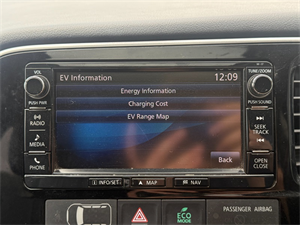 VOL
EV Information
12:09
TUNE/ZOOM
PUSH PWR
Energy Information
PUSH SOUND
Charging Cost
RADIO
EV Range Map
SEEK
TRACK
MEDIA
PHONE
Back
OPEN
CLOSE
INFO/SET
MAP
NAV
ECO
MODE
PASSENGER AIRBAG